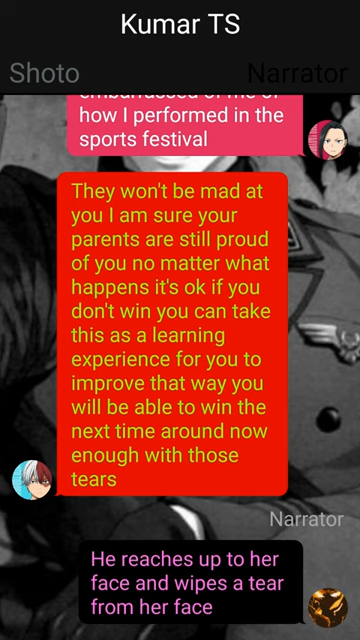 Kumar TS
Shoto
Narrator
embarrassed of me of
how I performed in the
sports festival
They won't be mad at
you I am sure your
parents are still proud
of you no matter what
happens it's ok if you
don't win you can take
this as a learning
experience for you to
improve that way you
will be able to win the
next time around now
enough with those
tears
Narrator
He reaches up to her
face and wipes a tear
from her face